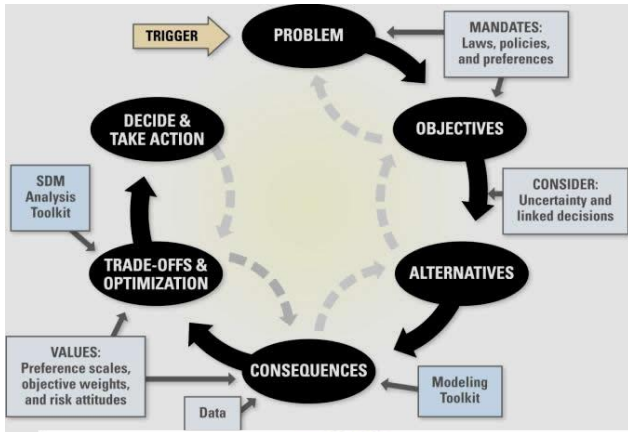 TRIGGER
PROBLEM
MANDATES:
Laws, policies,
and preferences
DECIDE &
TAKE ACTION
OBJECTIVES
SDM
Analysis
Toolkit
CONSIDER:
Uncertainty and
linked decisions
TRADE-OFFS &
OPTIMIZATION
ALTERNATIVES
VALUES:
Preference scales,
objective weights,
and risk attitudes
CONSEQUENCES
Modeling
Toolkit
Data